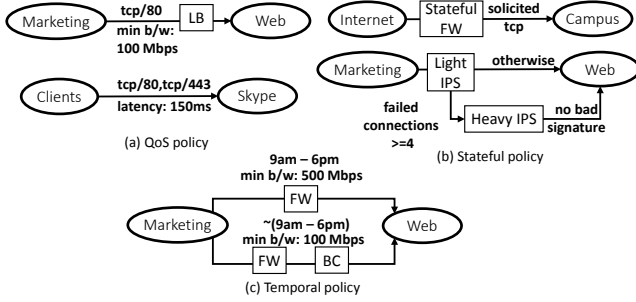 Marketing
tcp/80
min b/w:
100 Mbps
LB
Web
Clients
tcp/80,tcp/443
latency: 150ms
Skype
(a) QoS policy
Internet
Stateful
FW
solicited
tcp
Campus
Marketing
Light
IPS
otherwise
Web
failed
connections
>=4
Heavy IPS
no bad
signature
(b) Stateful policy
9am – 6pm
min b/w: 500 Mbps
FW
Marketing
~(9am – 6pm)
min b/w: 100 Mbps
Web
FW
BC
(c) Temporal policy